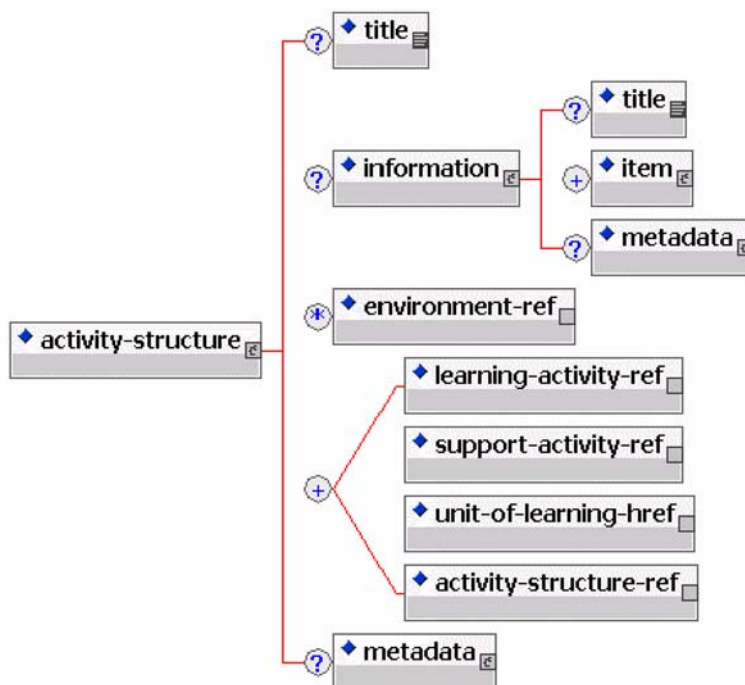 ? title
? information
? title
+ item
? metadata
* environment-ref
activity-structure
+
learning-activity-ref
support-activity-ref
unit-of-learning-href
activity-structure-ref
? metadata